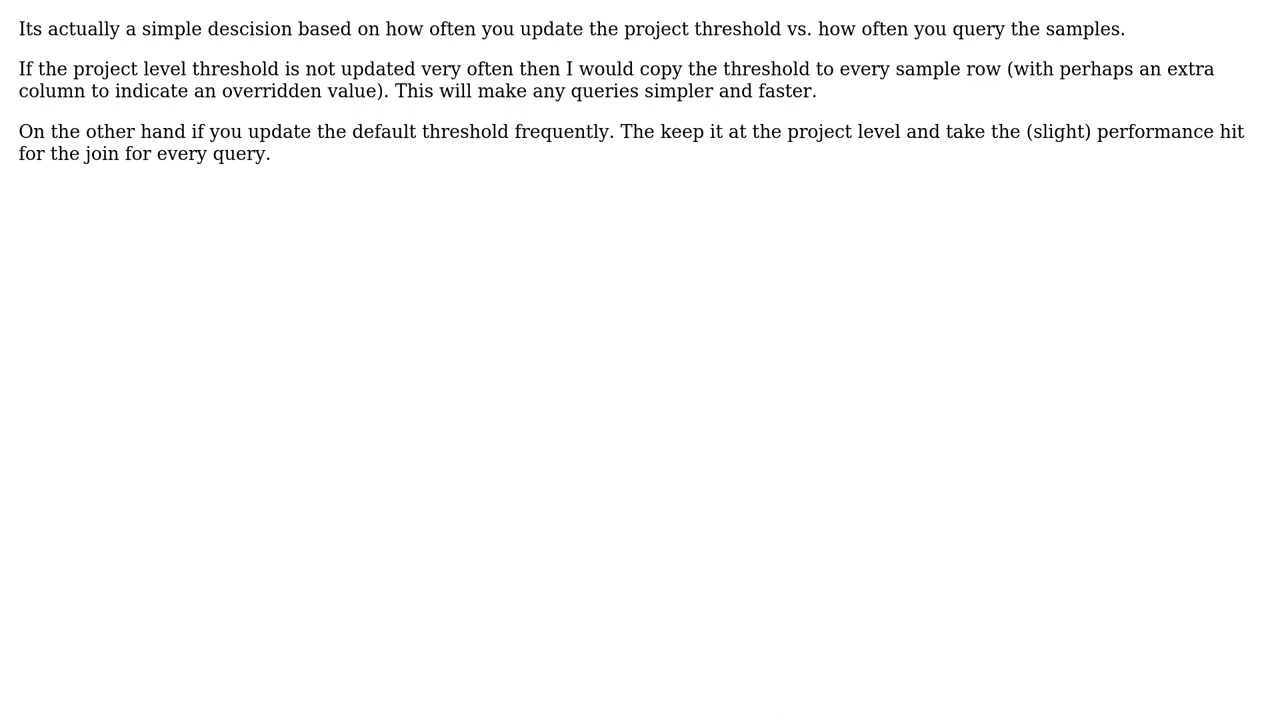 Its actually a simple descision based on how often you update the project threshold vs. how often you query the samples.
If the project level threshold is not updated very often then I would copy the threshold to every sample row (with perhaps an extra
column to indicate an overridden value). This will make any queries simpler and faster.
On the other hand if you update the default threshold frequently. The keep it at the project level and take the (slight) performance hit
for the join for every query.